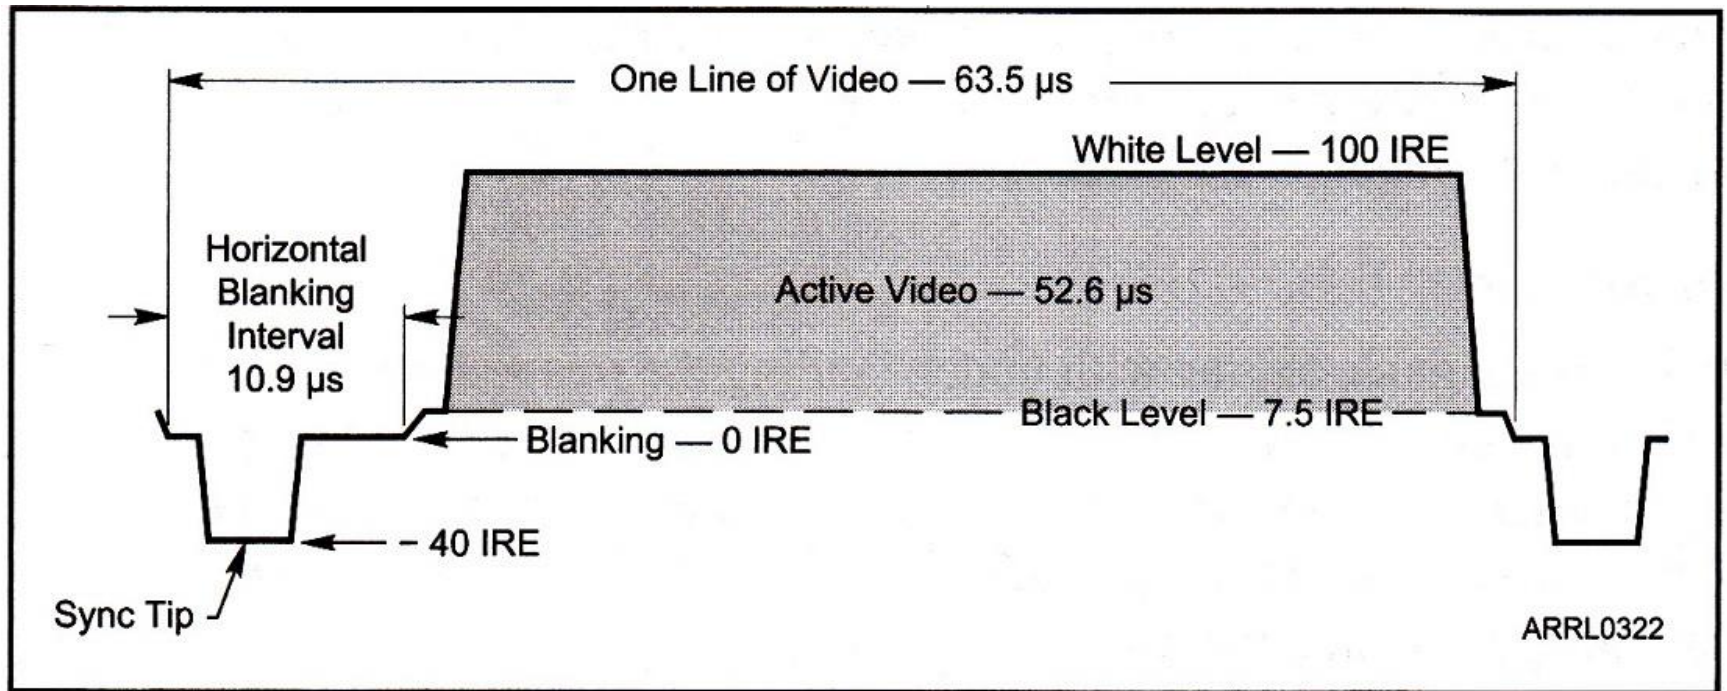 One Line of Video — 63.5 µs
White Level — 100 IRE
Horizontal
Blanking
Interval
10.9 µs
Active Video — 52.6 µs
Black Level — 7.5 IRE
Blanking — 0 IRE
– 40 IRE
Sync Tip
ARRL0322